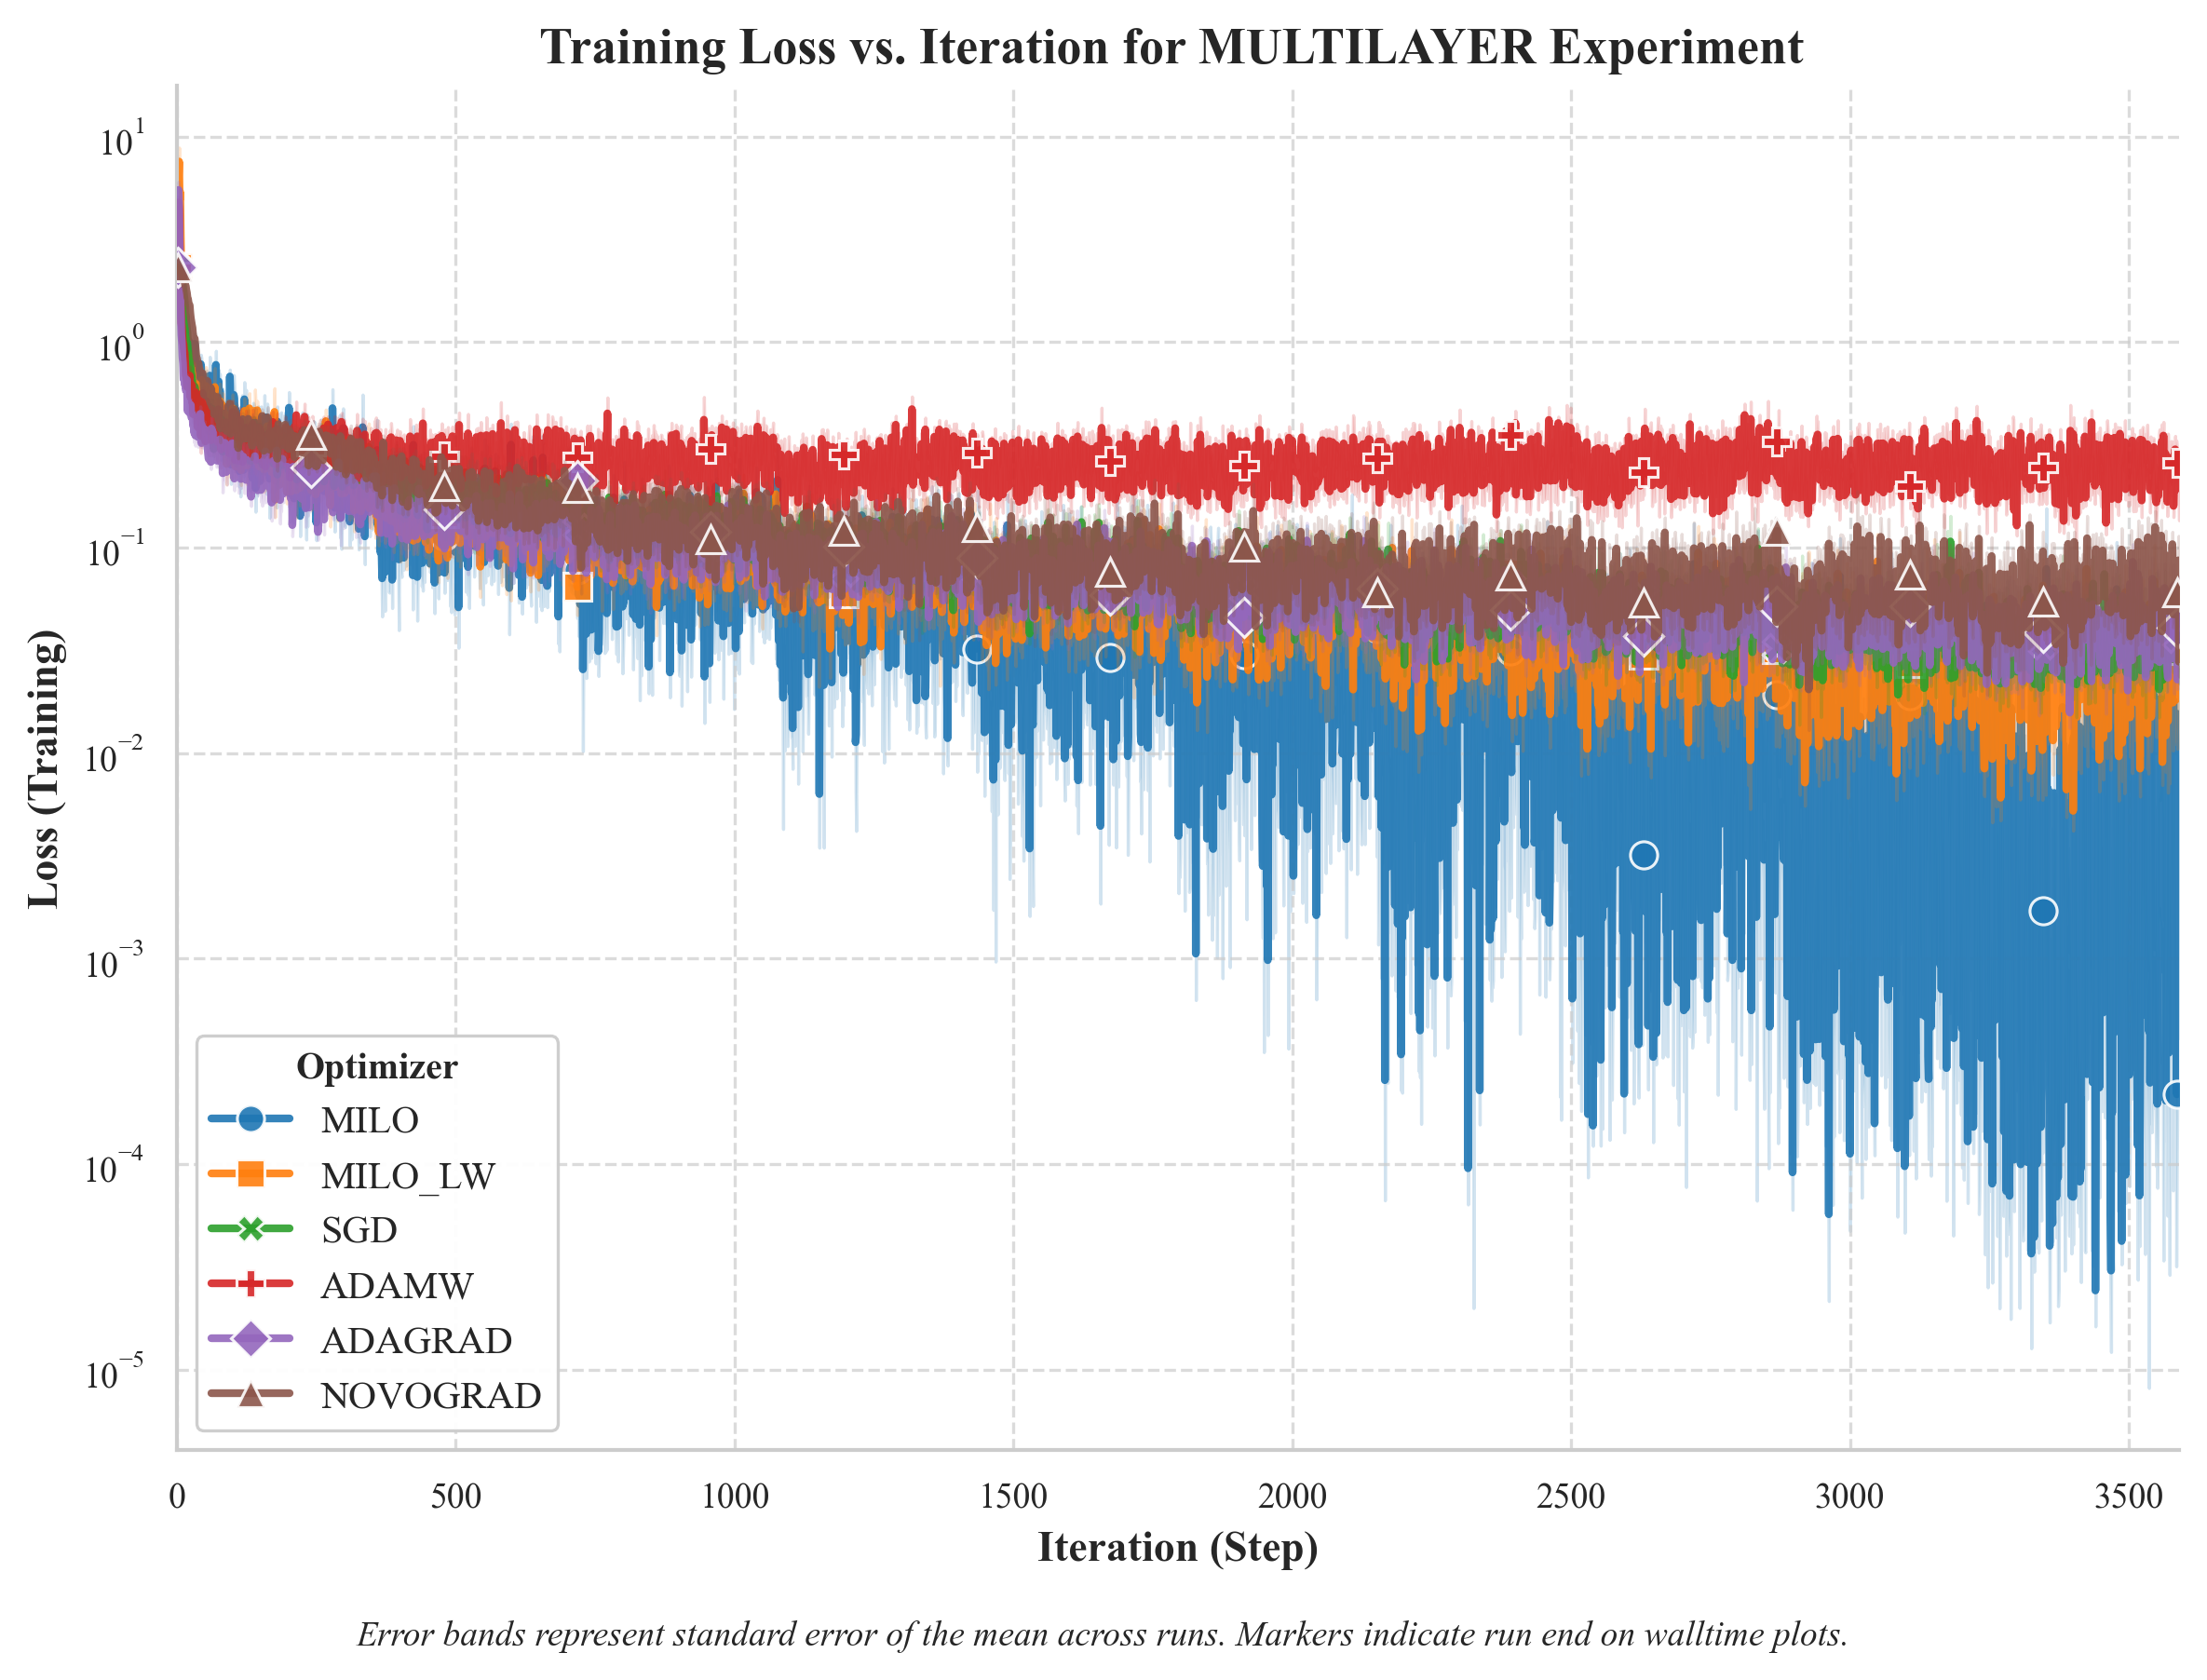 Training Loss vs. Iteration for MULTILAYER Experiment
Loss (Training)
10^1
10^0
10^−1
10^−2
10^−3
10^−4
10^−5
Optimizer
MILO
MILO_LW
SGD
ADAMW
ADAGRAD
NOVOGRAD
0 500 1000 1500 2000 2500 3000 3500
Iteration (Step)
Error bands represent standard error of the mean across runs. Markers indicate run end on walltime plots.